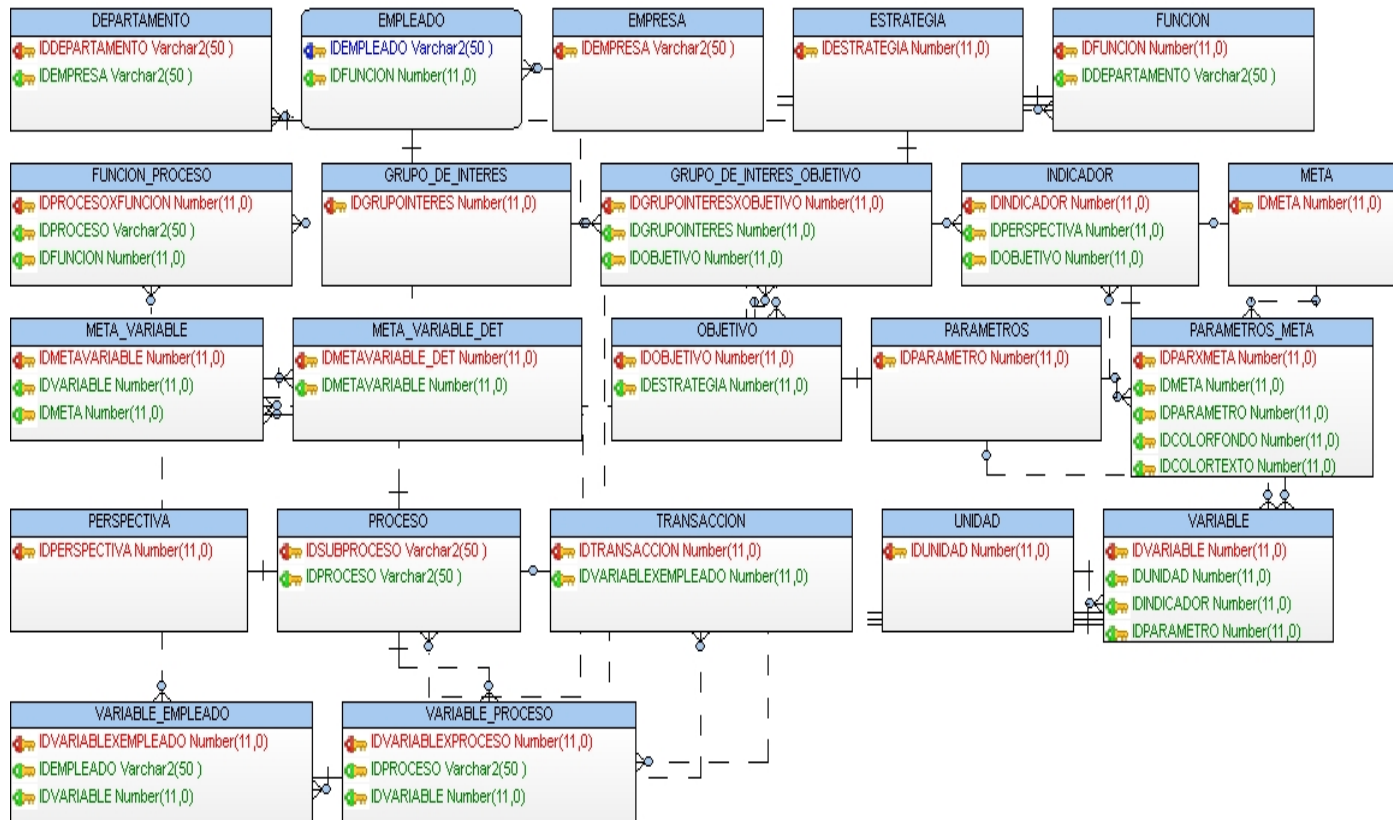 DEPARTAMENTO
IDDEPARTAMENTO Varchar2(50 )
IDEMPRESA Varchar2(50 )
EMPLEADO
IDEMPLEADO Varchar2(50 )
IDFUNCION Number(11,0)
EMPRESA
IDEMPRESA Varchar2(50 )
ESTRATEGIA
IDESTRATEGIA Number(11,0)
FUNCION
IDFUNCION Number(11,0)
IDDEPARTAMENTO Varchar2(50 )
FUNCION_PROCESO
IDPROCESOXFUNCION Number(11,0)
IDPROCESO Varchar2(50 )
IDFUNCION Number(11,0)
GRUPO_DE_INTERES
IDGRUPOINTERES Number(11,0)
GRUPO_DE_INTERES_OBJETIVO
IDGRUPOINTERESXOBJETIVO Number(11,0)
IDGRUPOINTERES Number(11,0)
IDOBJETIVO Number(11,0)
INDICADOR
IDINDICADOR Number(11,0)
IDPERSPECTIVA Number(11,0)
IDOBJETIVO Number(11,0)
META
IDMETA Number(11,0)
META_VARIABLE
IDMETAVARIABLE Number(11,0)
IDVARIABLE Number(11,0)
IDMETA Number(11,0)
META_VARIABLE_DET
IDMETAVARIABLE_DET Number(11,0)
IDMETAVARIABLE Number(11,0)
OBJETIVO
IDOBJETIVO Number(11,0)
IDESTRATEGIA Number(11,0)
PARAMETROS
IDPARAMETRO Number(11,0)
PARAMETROS_META
IDPARXMETA Number(11,0)
IDMETA Number(11,0)
IDPARAMETRO Number(11,0)
IDCOLORFONDO Number(11,0)
IDCOLORTEXTO Number(11,0)
PERSPECTIVA
IDPERSPECTIVA Number(11,0)
PROCESO
IDSUBPROCESO Varchar2(50 )
IDPROCESO Varchar2(50 )
TRANSACCION
IDTRANSACCION Number(11,0)
IDVARIABLEXEMPLEADO Number(11,0)
UNIDAD
IDUNIDAD Number(11,0)
VARIABLE
IDVARIABLE Number(11,0)
IDUNIDAD Number(11,0)
IDINDICADOR Number(11,0)
IDPARAMETRO Number(11,0)
VARIABLE_EMPLEADO
IDVARIABLEXEMPLEADO Number(11,0)
IDEMPLEADO Varchar2(50 )
IDVARIABLE Number(11,0)
VARIABLE_PROCESO
IDVARIABLEXPROCESO Number(11,0)
IDPROCESO Varchar2(50 )
IDVARIABLE Number(11,0)